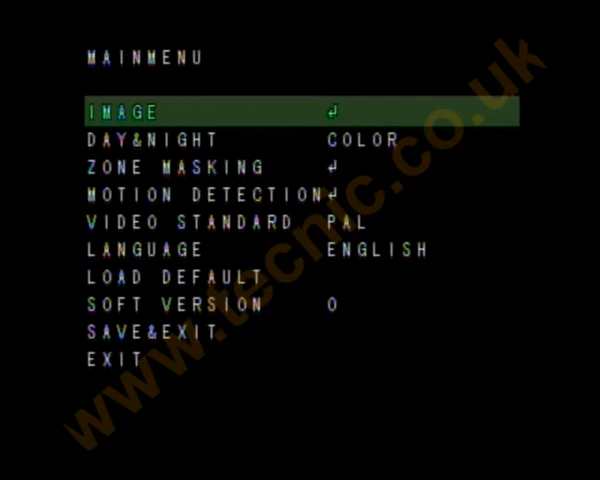 MAINMENU
IMAGE ↲
DAY&NIGHT COLOR
ZONE MASKING ↲
MOTION DETECTION ↲
VIDEO STANDARD PAL
LANGUAGE ENGLISH
LOAD DEFAULT
SOFT VERSION 0
SAVE&EXIT
EXIT
www.tecnic.co.uk